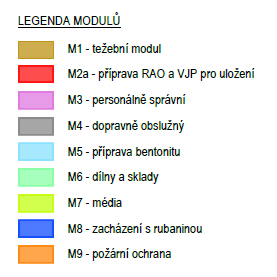 LEGENDA MODULŮ
M1 - težební modul
M2a - příprava RAO a VJP pro uložení
M3 - personálně správní
M4 - dopravně obslužný
M5 - příprava bentonitu
M6 - dílny a sklady
M7 - média
M8 - zacházení s rubaninou
M9 - požární ochrana